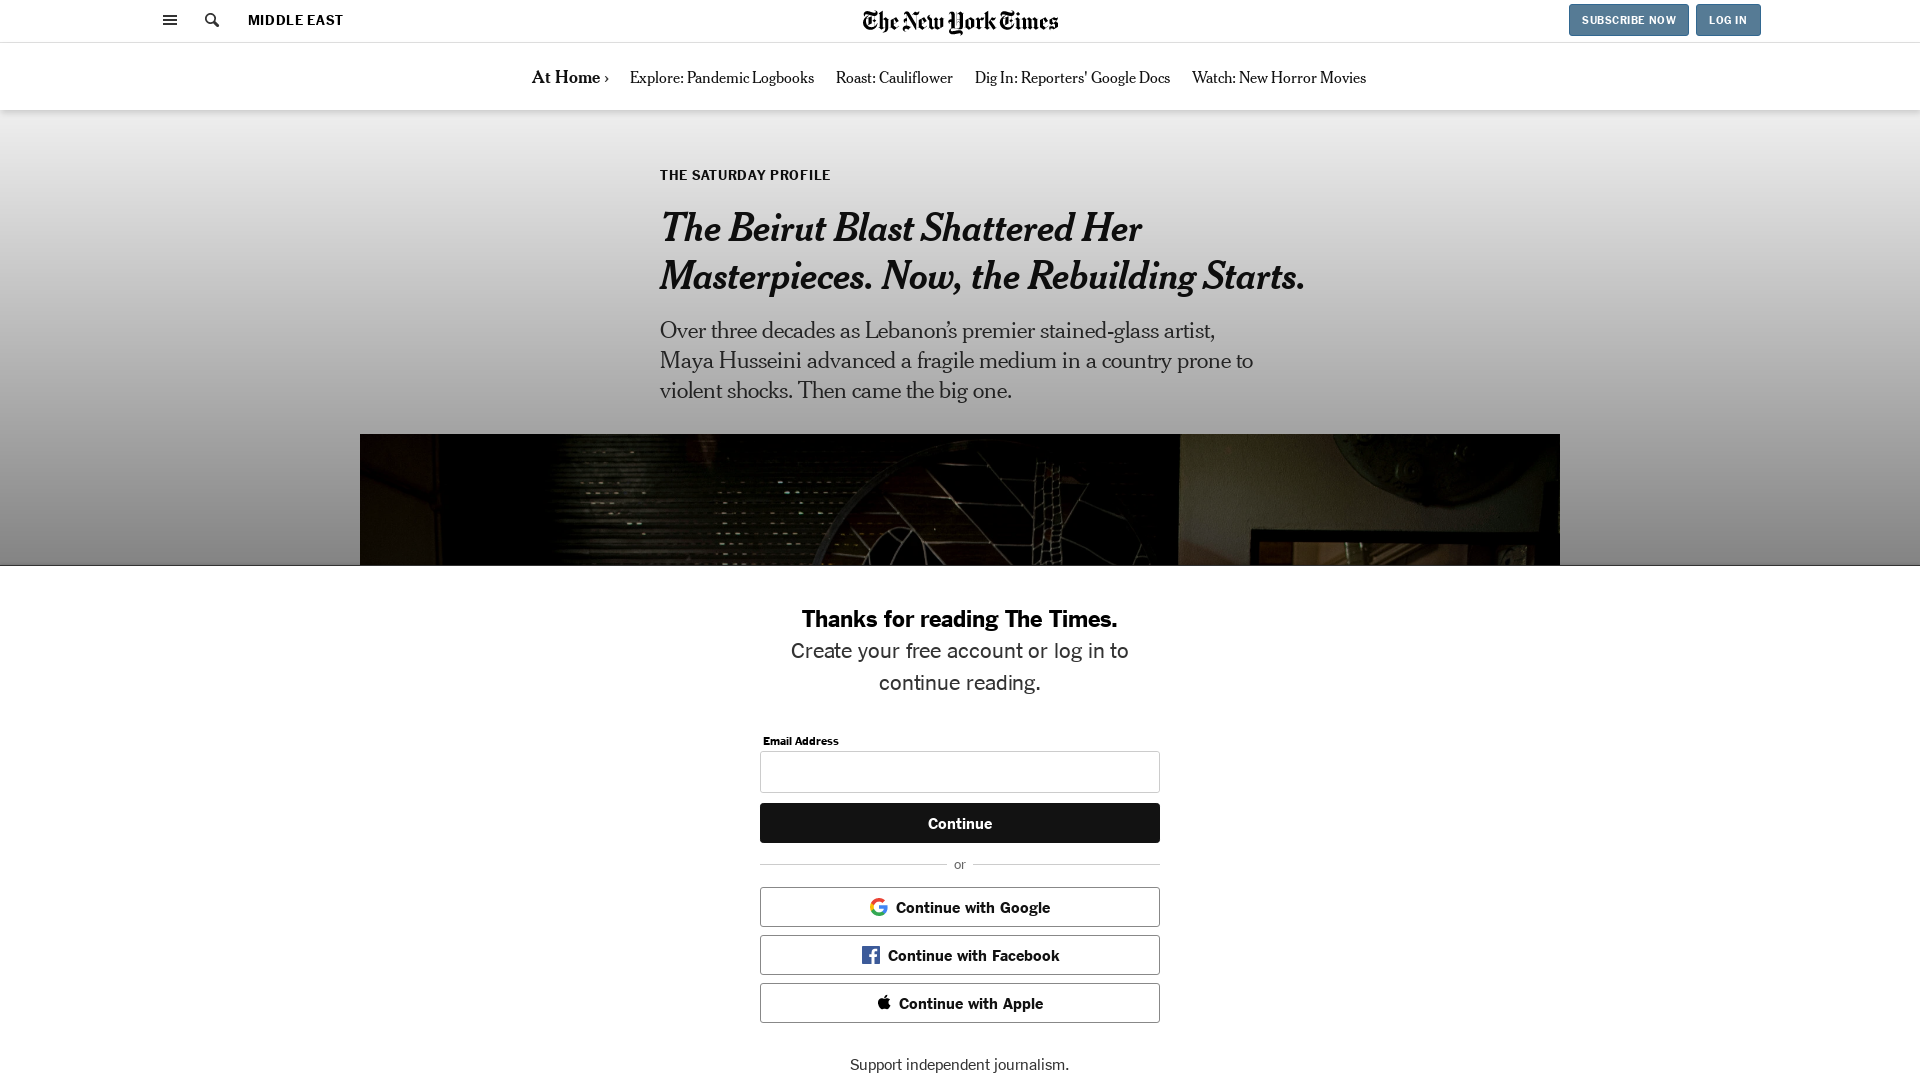 MIDDLE EAST
The New York Times
SUBSCRIBE NOW
LOG IN
At Home ›
Explore: Pandemic Logbooks
Roast: Cauliflower
Dig In: Reporters' Google Docs
Watch: New Horror Movies
THE SATURDAY PROFILE
The Beirut Blast Shattered Her
Masterpieces. Now, the Rebuilding Starts.
Over three decades as Lebanon’s premier stained-glass artist,
Maya Husseini advanced a fragile medium in a country prone to
violent shocks. Then came the big one.
Thanks for reading The Times.
Create your free account or log in to
continue reading.
Email Address
Continue
or
Continue with Google
Continue with Facebook
Continue with Apple
Support independent journalism.